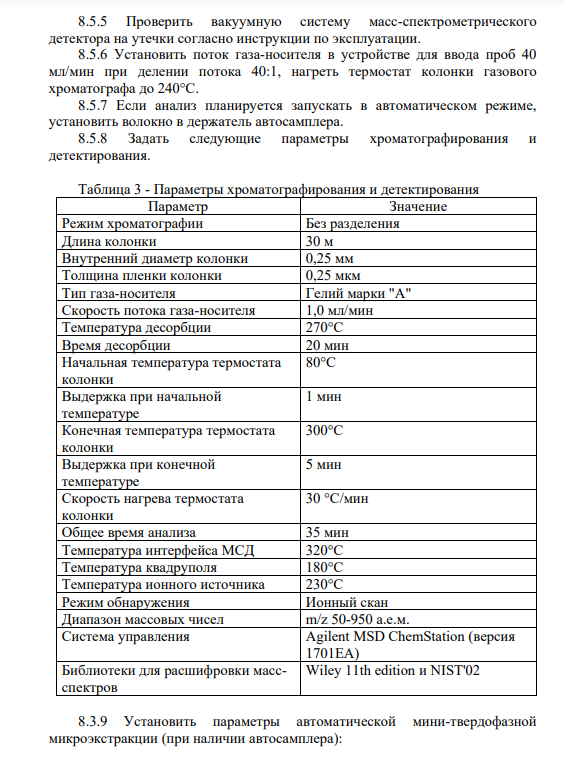 8.5.5 Проверить вакуумную систему масс-спектрометрического
детектора на утечки согласно инструкции по эксплуатации.
8.5.6 Установить поток газа-носителя в устройстве для ввода проб 40
мл/мин при делении потока 40:1, нагреть термостат колонки газового
хроматографа до 240°С.
8.5.7 Если анализ планируется запускать в автоматическом режиме,
установить волокно в держатель автосамплера.
8.5.8 Задать следующие параметры хроматографирования и
детектирования.
Таблица 3 - Параметры хроматографирования и детектирования
Параметр Значение
Режим хроматографии Без разделения
Длина колонки 30 м
Внутренний диаметр колонки 0,25 мм
Толщина пленки колонки 0,25 мкм
Тип газа-носителя Гелий марки "А"
Скорость потока газа-носителя 1,0 мл/мин
Температура десорбции 270°С
Время десорбции 20 мин
Начальная температура термостата 80°С
колонки
Выдержка при начальной 1 мин
температуре
Конечная температура термостата 300°С
колонки
Выдержка при конечной 5 мин
температуре
Скорость нагрева термостата 30 °С/мин
колонки
Общее время анализа 35 мин
Температура интерфейса МСД 320°С
Температура квадруполя 180°С
Температура ионного источника 230°С
Режим обнаружения Ионный скан
Диапазон массовых чисел m/z 50-950 а.е.м.
Система управления Agilent MSD ChemStation (версия
1701EA)
Библиотеки для расшифровки масс- Wiley 11th edition и NIST'02
спектров
8.3.9 Установить параметры автоматической мини-твердофазной
микроэкстракции (при наличии автосамплера):